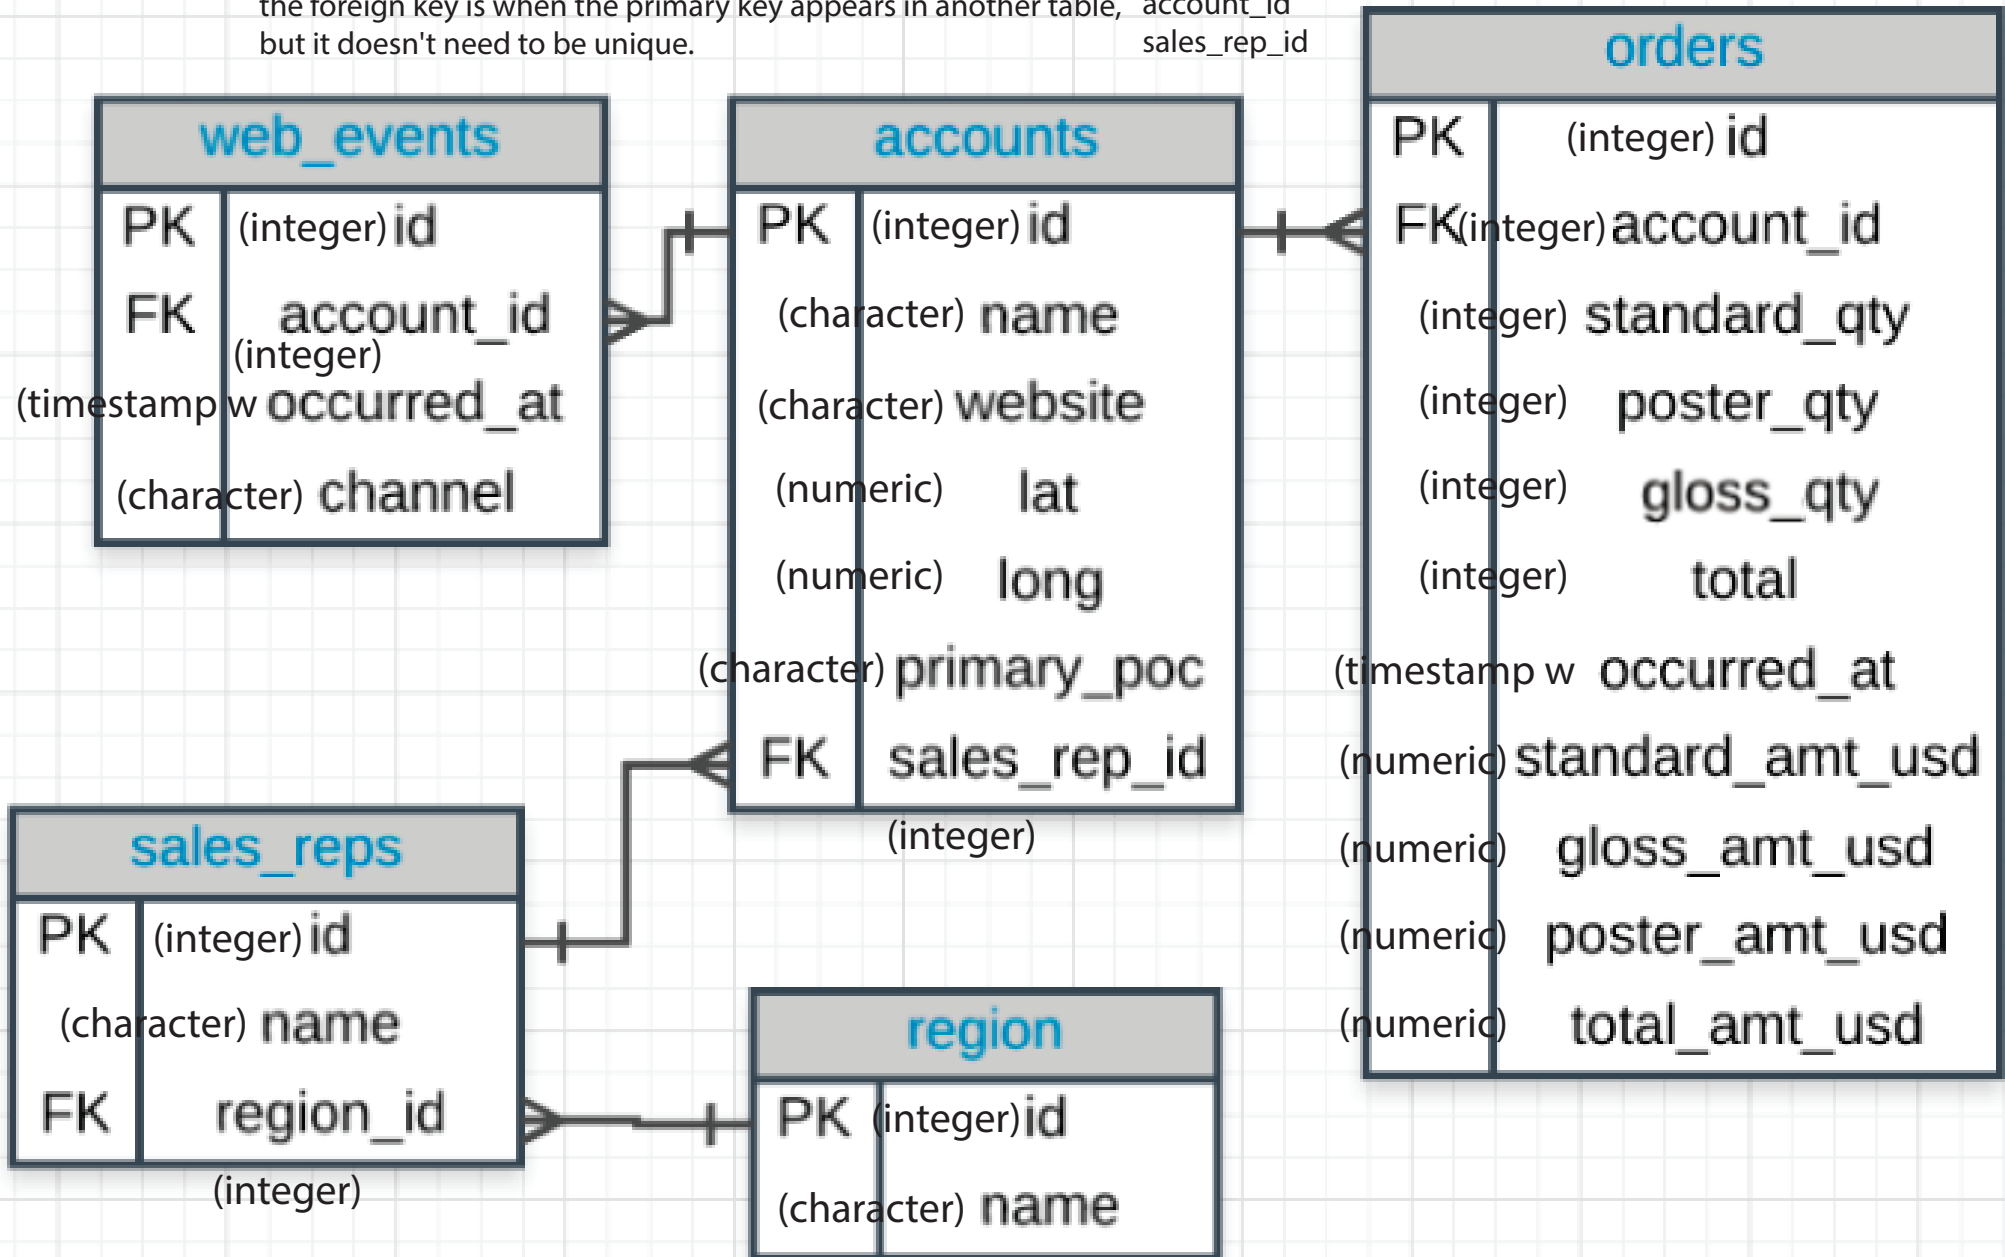 the foreign key is when the primary key appears in another table,
but it doesn't need to be unique.
account_id
sales_rep_id
web_events
PK (integer) id
FK account_id
(integer)
(timestamp w occurred_at
(character) channel
accounts
PK (integer) id
(character) name
(character) website
(numeric) lat
(numeric) long
(character) primary_poc
FK sales_rep_id
(integer)
orders
PK (integer) id
FK (integer) account_id
(integer) standard_qty
(integer) poster_qty
(integer) gloss_qty
(integer) total
(timestamp w occurred_at
(numeric) standard_amt_usd
(numeric) gloss_amt_usd
(numeric) poster_amt_usd
(numeric) total_amt_usd
sales_reps
PK (integer) id
(character) name
FK region_id
(integer)
region
PK (integer) id
(character) name